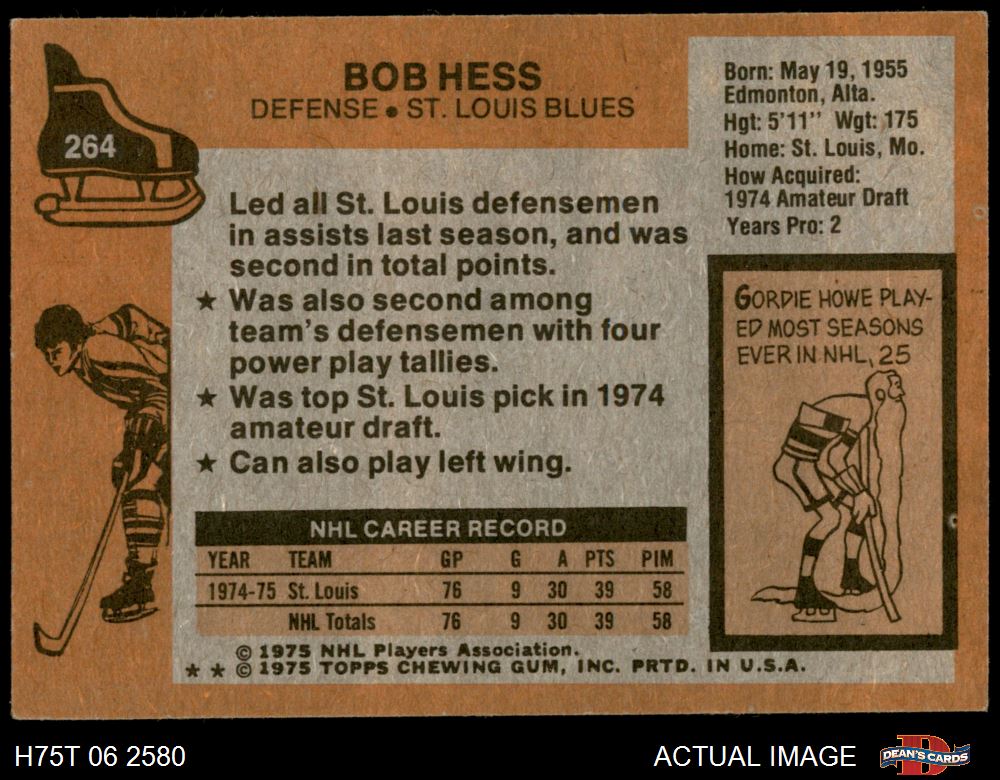 264
BOB HESS
DEFENSE • ST. LOUIS BLUES
Born: May 19, 1955
Edmonton, Alta.
Hgt: 5'11" Wgt: 175
Home: St. Louis, Mo.
How Acquired:
1974 Amateur Draft
Years Pro: 2
Led all St. Louis defensemen
in assists last season, and was
second in total points.
★ Was also second among
team's defensemen with four
power play tallies.
★ Was top St. Louis pick in 1974
amateur draft.
★ Can also play left wing.
GORDIE HOWE PLAY-
ED MOST SEASONS
EVER IN NHL, 25
NHL CAREER RECORD
YEAR TEAM GP G A PTS PIM
1974-75 St. Louis 76 9 30 39 58
NHL Totals 76 9 30 39 58
© 1975 NHL Players Association.
★ ★ © 1975 TOPPS CHEWING GUM, INC. PRTD. IN U.S.A.
H75T 06 2580
ACTUAL IMAGE
DEAN'S CARDS